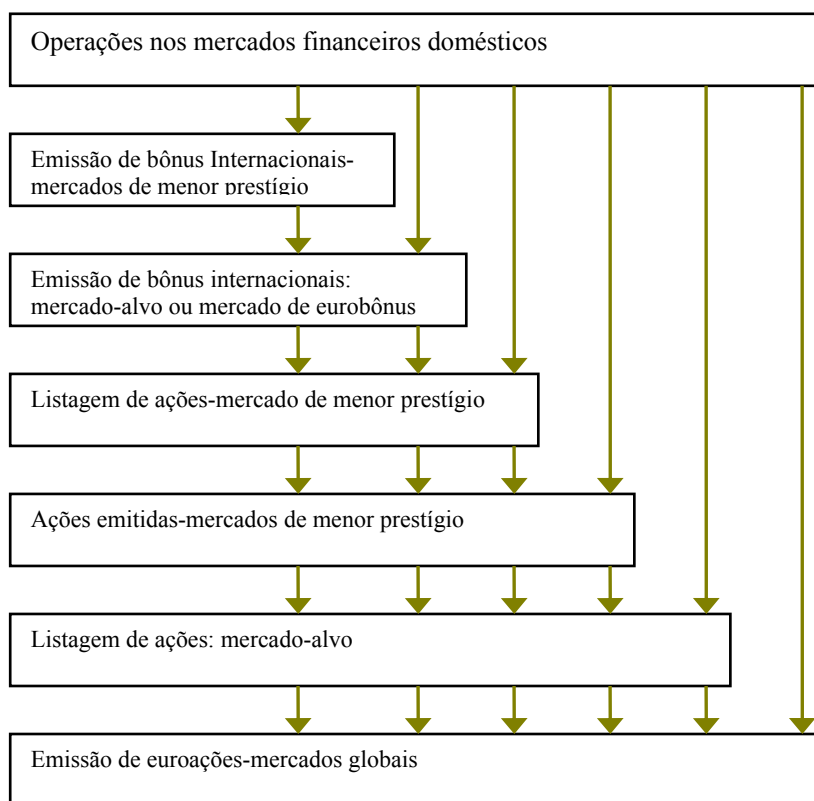 Operações nos mercados financeiros domésticos
Emissão de bônus Internacionais-
mercados de menor prestígio
Emissão de bônus internacionais:
mercado-alvo ou mercado de eurobônus
Listagem de ações-mercado de menor prestígio
Ações emitidas-mercados de menor prestígio
Listagem de ações: mercado-alvo
Emissão de euroações-mercados globais